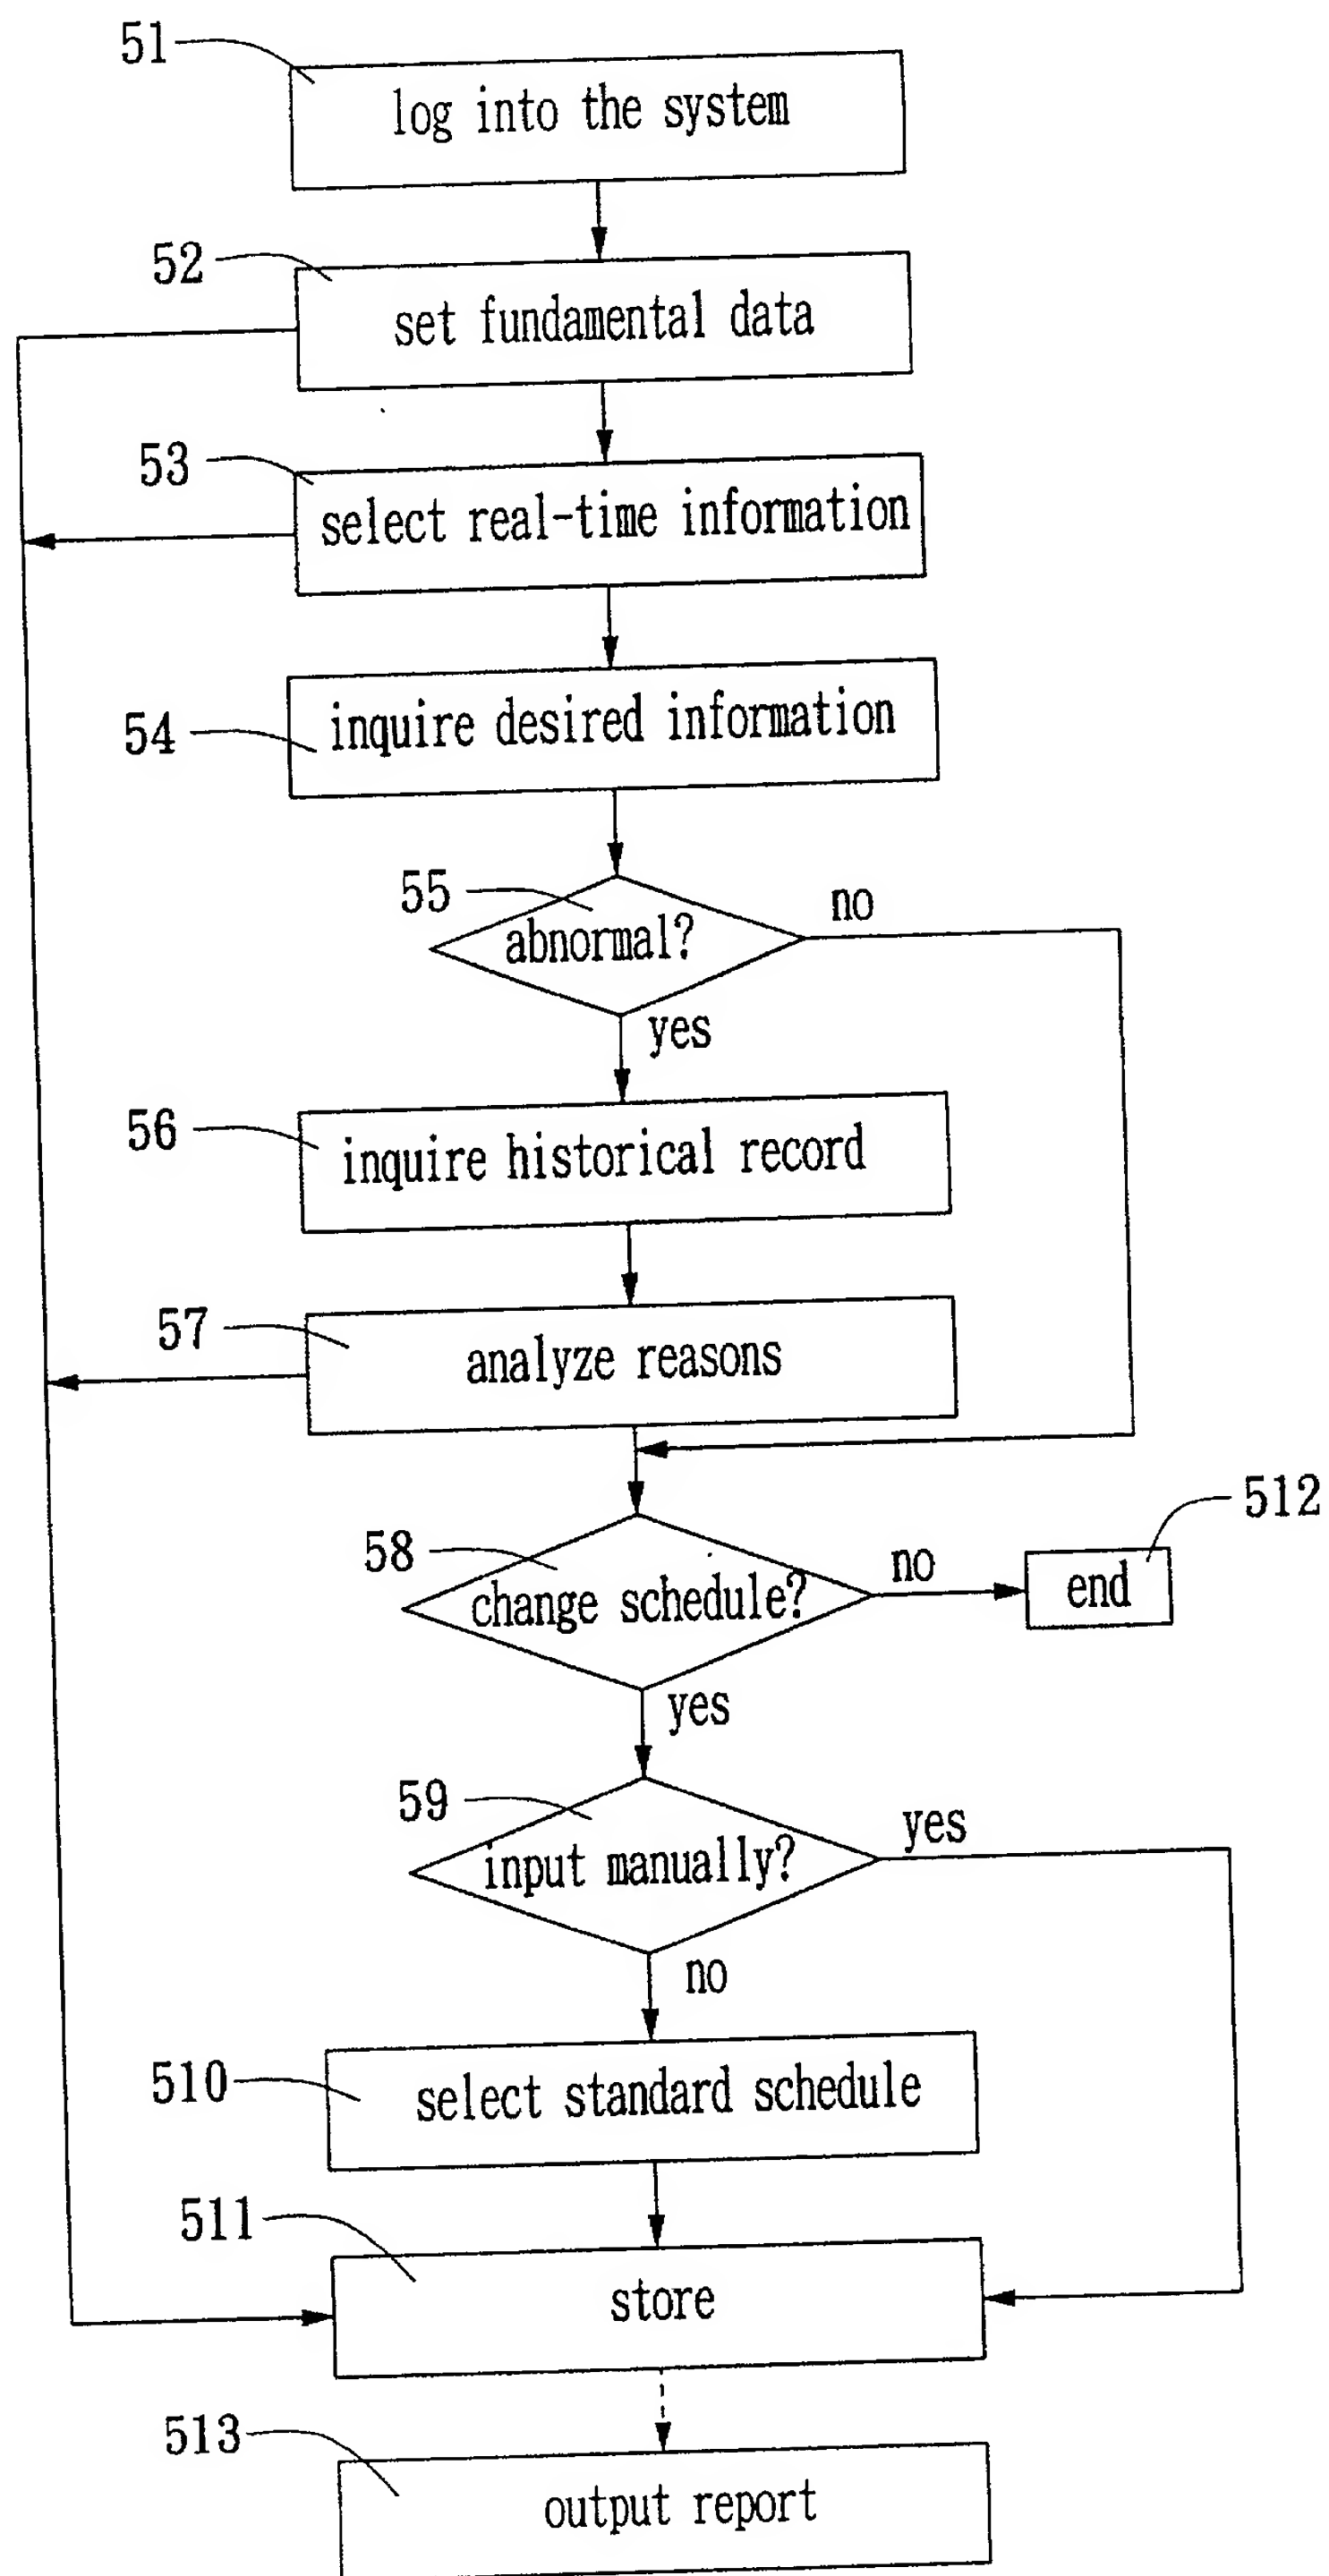 51
log into the system
52
set fundamental data
53
select real-time information
54
inquire desired information
55
abnormal?
no
yes
56
inquire historical record
57
analyze reasons
58
change schedule?
no
512
end
yes
59
input manually?
yes
no
510
select standard schedule
511
store
513
output report